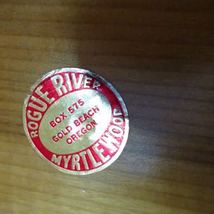 ROGUE RIVER
BOX 575
GOLD BEACH
OREGON
MYRTLEWOOD